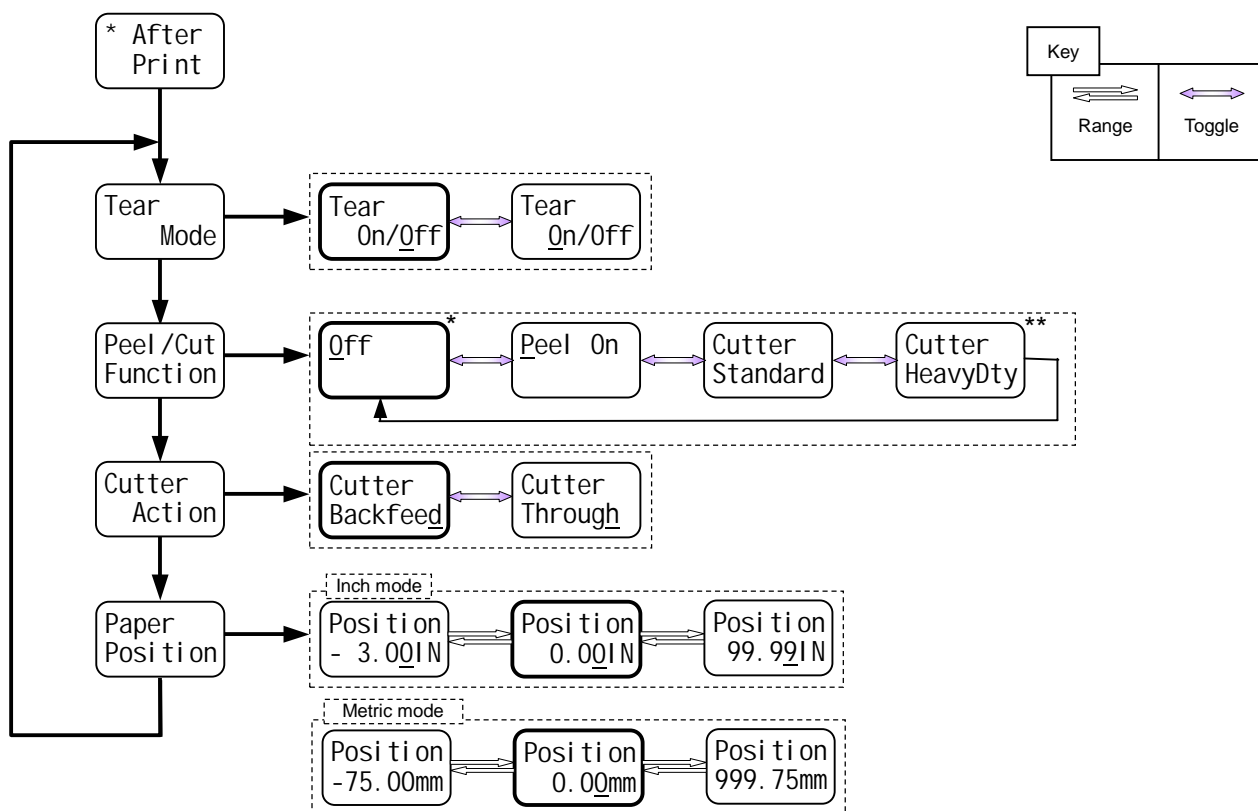 * After
Print
Key
Range
Toggle
Tear
Mode
Tear
On/Off
Tear
On/Off
Peel/Cut
Function
Off
*
Peel On
Cutter
Standard
Cutter
HeavyDty
**
Cutter
Action
Cutter
Backfeed
Cutter
Through
Paper
Position
Inch mode
Position
- 3.00IN
Position
0.00IN
Position
99.99IN
Metric mode
Position
-75.00mm
Position
0.00mm
Position
999.75mm